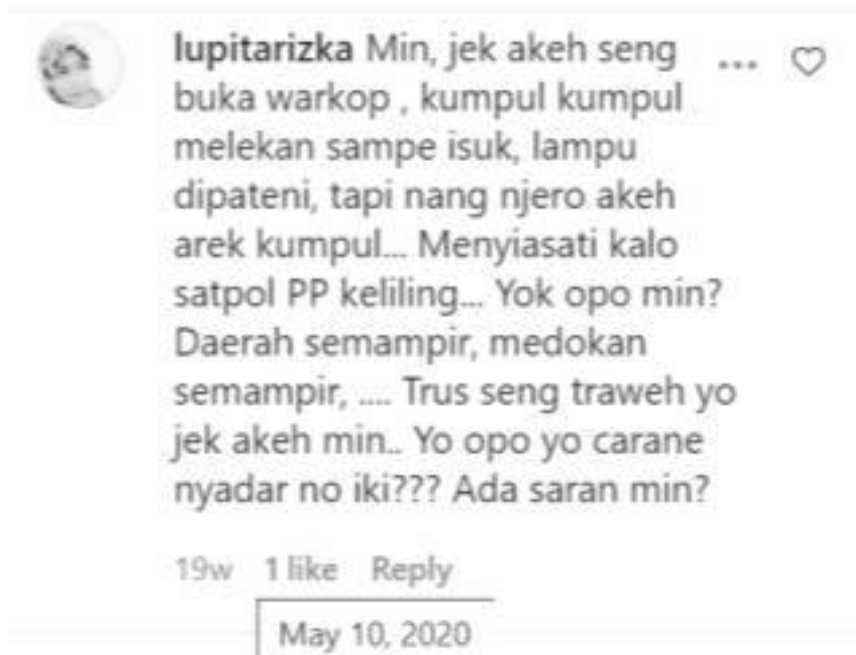 lupitarizka Min, jek akeh seng
buka warkop , kumpul kumpul
melekan sampe isuk, lampu
dipateni, tapi nang njero akeh
arek kumpul... Menyiasati kalo
satpol PP keliling... Yok opo min?
Daerah semampir, medokan
semampir, .... Trus seng traweh yo
jek akeh min.. Yo opo yo carane
nyadar no iki??? Ada saran min?
19w 1 like Reply
May 10, 2020